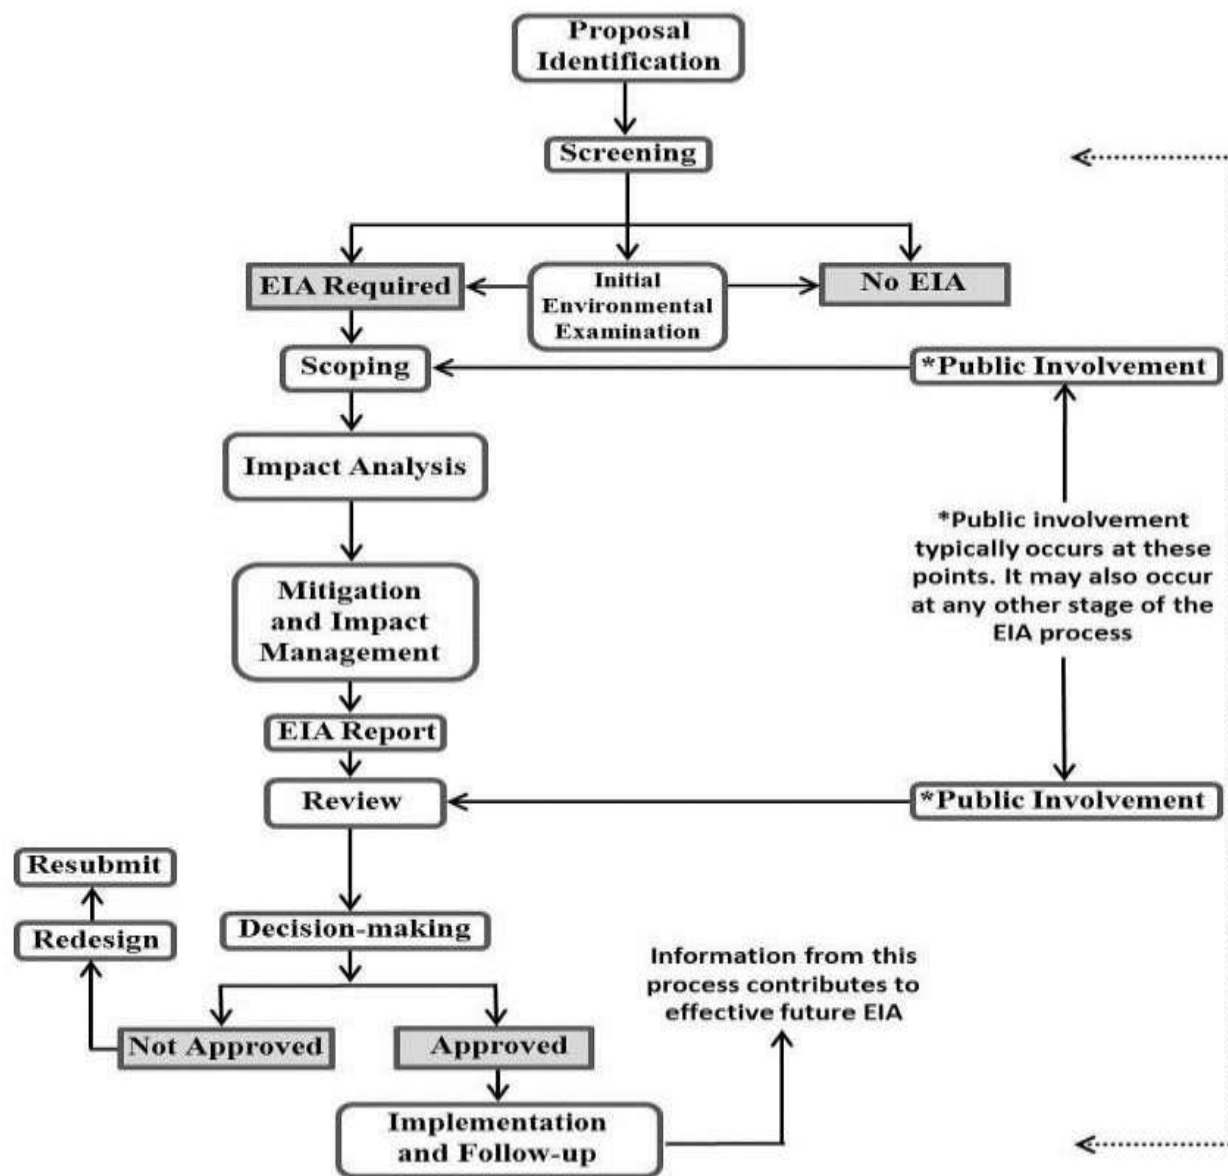 Proposal
Identification
Screening
EIA Required
Initial
Environmental
Examination
No EIA
Scoping
*Public Involvement
Impact Analysis
*Public involvement
typically occurs at these
points. It may also occur
at any other stage of the
EIA process
Mitigation
and Impact
Management
EIA Report
Review
*Public Involvement
Resubmit
Redesign
Decision-making
Information from this
process contributes to
effective future EIA
Not Approved
Approved
Implementation
and Follow-up